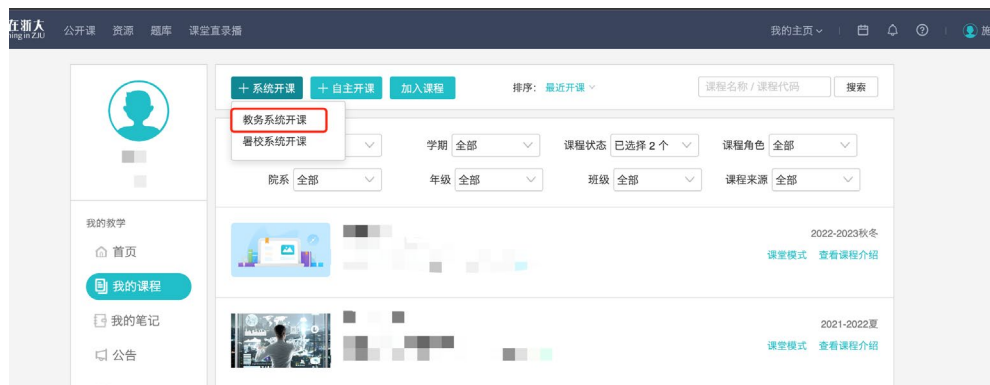 在浙大
ning in ZJU
公开课 资源 题库 课堂直录播 我的主页 施
+ 系统开课 + 自主开课 加入课程 排序: 最近开课 课程名称 / 课程代码 搜索
教务系统开课
暑校系统开课
学期 全部 课程状态 已选择 2 个 课程角色 全部
院系 全部 年级 全部 班级 全部 课程来源 全部
我的教学
首页
我的课程
我的笔记
公告
2022-2023秋冬
课堂模式 查看课程介绍
2021-2022夏
课堂模式 查看课程介绍